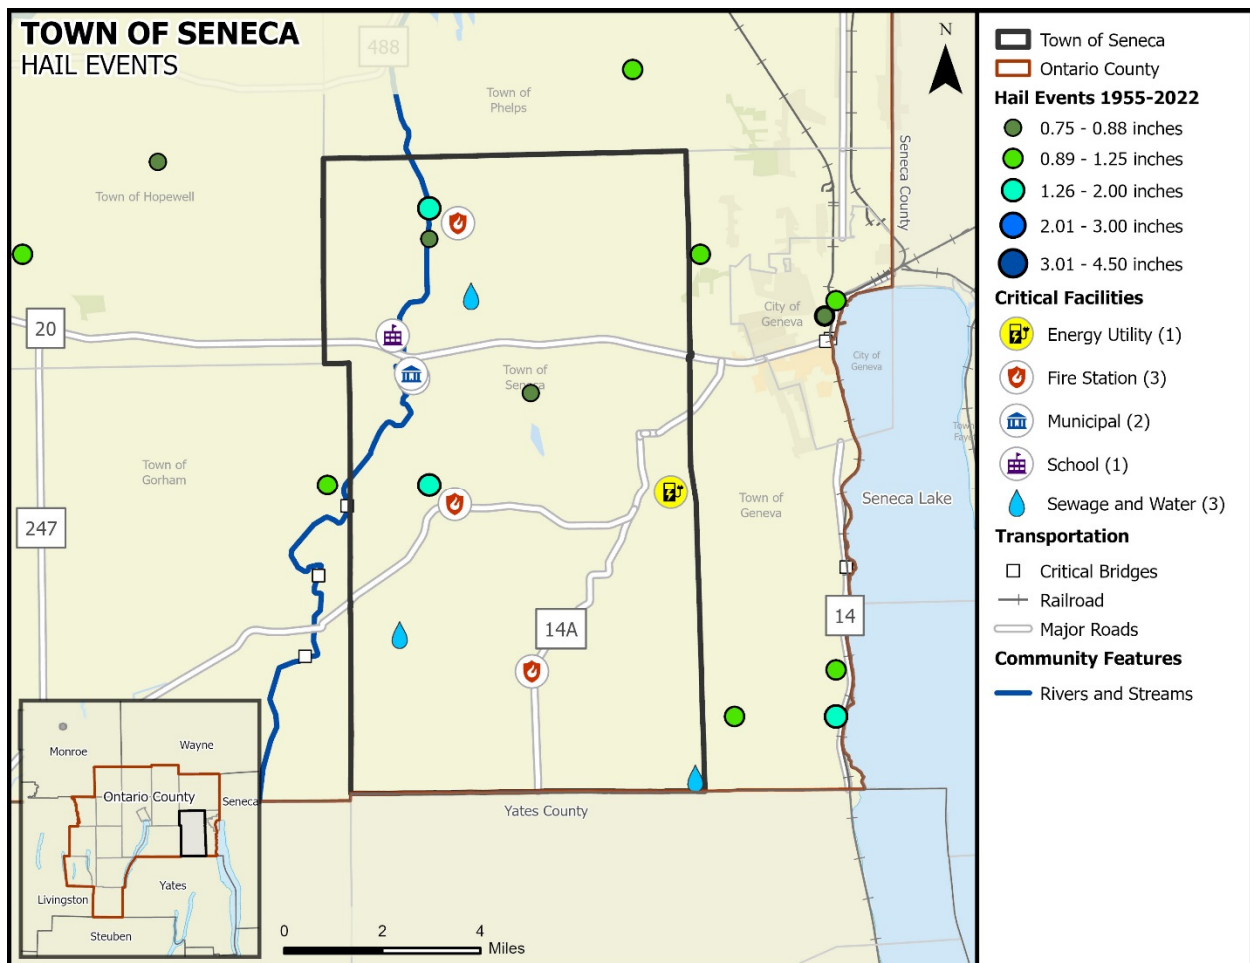 TOWN OF SENECA
HAIL EVENTS
488
Town of
Phelps
N
Town of Hopewell
Seneca County
20
City of
Geneva
City of
Geneva
Town of
Seneca
Town of
Gorham
247
Town of
Geneva
Seneca Lake
14A
14
Yates County
Monroe
Wayne
Ontario County
Seneca
Yates
Livingston
Steuben
0 2 4
Miles
Town of Seneca
Ontario County
Hail Events 1955-2022
0.75 - 0.88 inches
0.89 - 1.25 inches
1.26 - 2.00 inches
2.01 - 3.00 inches
3.01 - 4.50 inches
Critical Facilities
Energy Utility (1)
Fire Station (3)
Municipal (2)
School (1)
Sewage and Water (3)
Transportation
Critical Bridges
Railroad
Major Roads
Community Features
Rivers and Streams